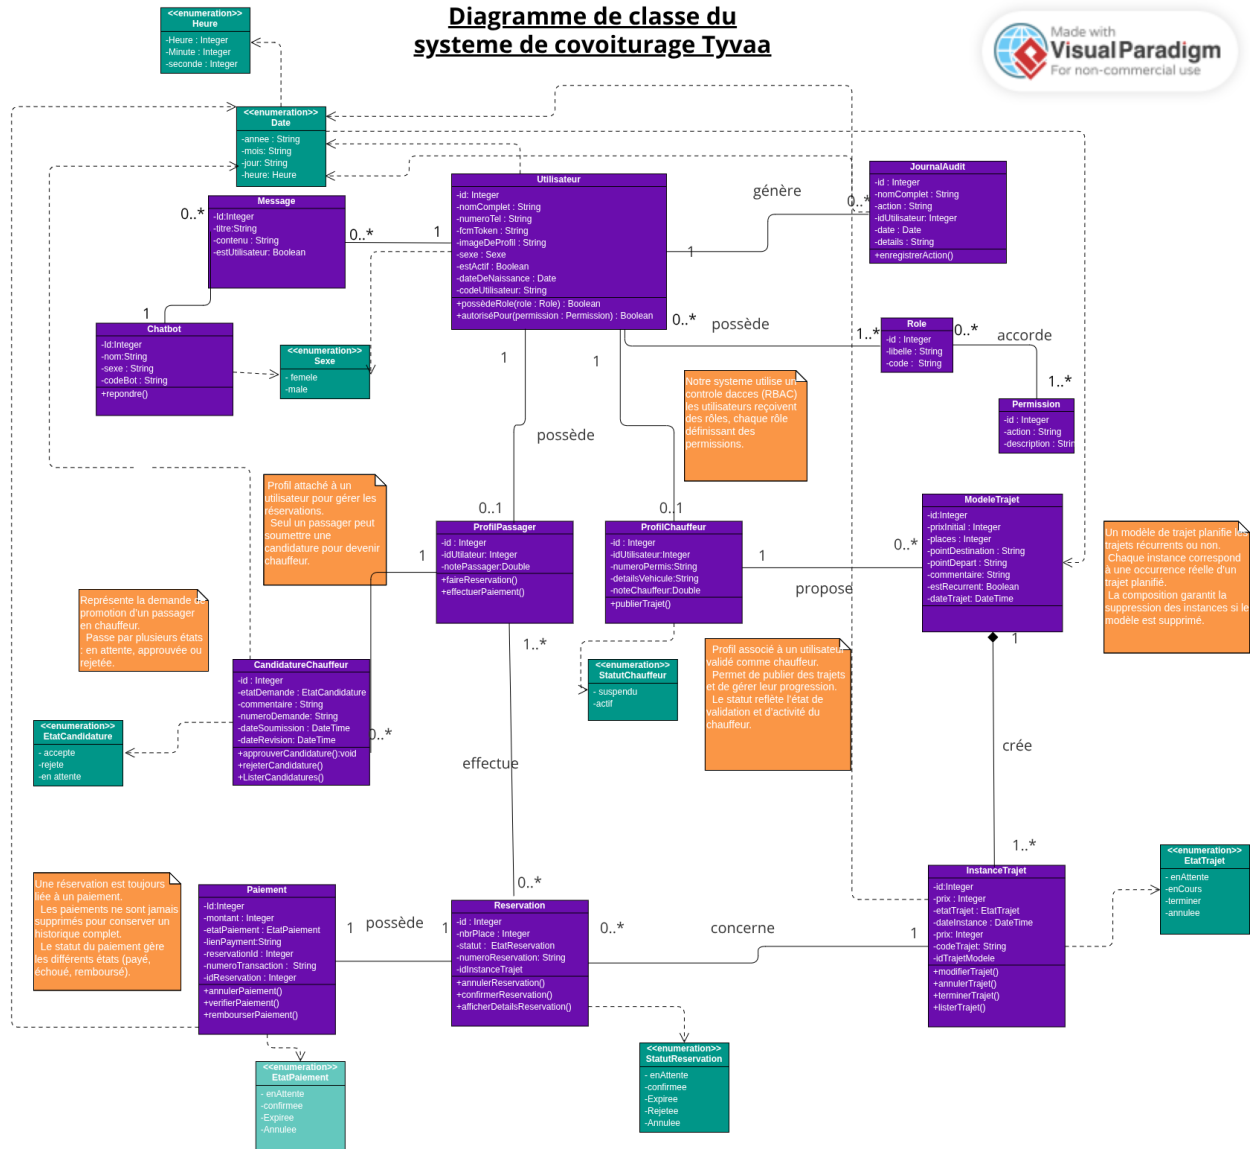 Diagramme de classe du
systeme de covoiturage Tyvaa
Made with
VisualParadigm
For non-commercial use
<<enumeration>>
Heure
-Heure : Integer
-Minute : Integer
-seconde : Integer
<<enumeration>>
Date
-annee : String
-mois: String
-jour: String
-heure: Heure
Message
-Id:Integer
-titre:String
-contenu : String
-estUtilisateur: Boolean
0..*
0..*
1
1
Utilisateur
-id: Integer
-nomComplet : String
-numeroTel : String
-fcmToken : String
-imageDeProfil : String
-sexe : Sexe
-estActif : Boolean
-dateDeNaissance : Date
-codeUtilisateur: String
+possèdeRole(role : Role) : Boolean
+autoriséPour(permission : Permission) : Boolean
génère
0..*
1
JournalAudit
-id : Integer
-nomComplet : String
-action : String
-idUtilisateur: Integer
-date : Date
-details : String
+enregistrerAction()
Chatbot
-Id:Integer
-nom:String
-sexe : String
-codeBot : String
+repondre()
<<enumeration>>
Sexe
- femele
-male
0..*
possède
1..*
Role
-id : Integer
-libelle : String
-code :  String
0..*
accorde
1..*
Permission
-id : Integer
-action : String
-description : Strin
1
1
possède
0..1
0..1
Notre systeme utilise un
controle dacces (RBAC)
les utilisateurs reçoivent
des rôles, chaque rôle
définissant des
permissions.
Profil attaché à un
utilisateur pour gérer les
réservations.
Seul un passager peut
soumettre une
candidature pour devenir
chauffeur.
ProfilPassager
-id : Integer
-idUtilateur: Integer
-notePassager:Double
+faireReservation()
+effectuerPaiement()
1
ProfilChauffeur
-id : Integer
-idUtilisateur:Integer
-numeroPermis:String
-detailsVehicule:String
-noteChauffeur:Double
+publierTrajet()
1
propose
0..*
ModeleTrajet
-id:Integer
-prixInitial : Integer
-places : Integer
-pointDestination : String
-pointDepart : String
-commentaire: String
-estRecurrent: Boolean
-dateTrajet: DateTime
Un modèle de trajet planifie les
trajets récurrents ou non.
Chaque instance correspond
à une occurrence réelle d'un
trajet planifié.
La composition garantit la
suppression des instances si le
modèle est supprimé.
Représente la demande de
promotion d'un passager
en chauffeur.
Passe par plusieurs états
: en attente, approuvée ou
rejetée.
CandidatureChauffeur
-id : Integer
-etatDemande : EtatCandidature
-commentaire : String
-numeroDemande: String
-dateSoumission : DateTime
-dateRevision: DateTime
+approuverCandidature():void
+rejeterCandidature()
+ListerCandidatures()
0..*
<<enumeration>>
EtatCandidature
- accepte
-rejete
-en attente
<<enumeration>>
StatutChauffeur
- suspendu
-actif
Profil associé à un utilisateur
validé comme chauffeur.
Permet de publier des trajets
et de gérer leur progression.
Le statut reflète l'état de
validation et d'activité du
chauffeur.
1..*
effectue
0..*
1
crée
1..*
Une réservation est toujours
liée à un paiement.
Les paiements ne sont jamais
supprimés pour conserver un
historique complet.
Le statut du paiement gère
les différents états (payé,
échoué, remboursé).
Paiement
-Id:Integer
-montant : Integer
-etatPaiement : EtatPaiement
-lienPayment:String
-reservationId : Integer
-numeroTransaction :  String
-idReservation : Integer
+annulerPaiement()
+verifierPaiement()
+rembourserPaiement()
1
possède
1
Reservation
-id : Integer
-nbrPlace : Integer
-statut :  EtatReservation
-numeroReservation: String
-idInstanceTrajet
+annulerReservation()
+confirmerReservation()
+afficherDetailsReservation()
0..*
concerne
1
InstanceTrajet
-id:Integer
-prix : Integer
-etatTrajet : EtatTrajet
-dateInstance : DateTime
-prix: Integer
-codeTrajet: String
-idTrajetModele
+modifierTrajet()
+annulerTrajet()
+terminerTrajet()
+listerTrajet()
<<enumeration>>
EtatTrajet
- enAttente
-enCours
-terminer
-annulee
<<enumeration>>
EtatPaiement
- enAttente
-confirmee
-Expiree
-Annulee
<<enumeration>>
StatutReservation
- enAttente
-confirmee
-Expiree
-Rejetee
-Annulee